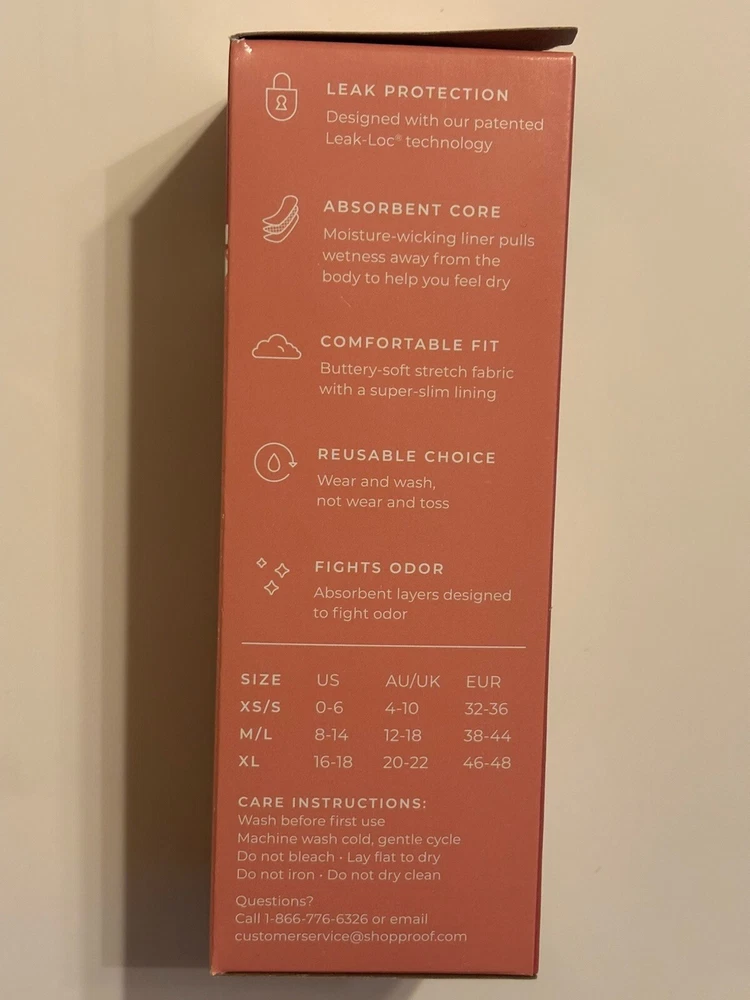 LEAK PROTECTION
Designed with our patented
Leak-Loc® technology
ABSORBENT CORE
Moisture-wicking liner pulls
wetness away from the
body to help you feel dry
COMFORTABLE FIT
Buttery-soft stretch fabric
with a super-slim lining
REUSABLE CHOICE
Wear and wash,
not wear and toss
FIGHTS ODOR
Absorbent layers designed
to fight odor
SIZE US AU/UK EUR
XS/S 0-6 4-10 32-36
M/L 8-14 12-18 38-44
XL 16-18 20-22 46-48
CARE INSTRUCTIONS:
Wash before first use
Machine wash cold, gentle cycle
Do not bleach · Lay flat to dry
Do not iron · Do not dry clean
Questions?
Call 1-866-776-6326 or email
customerservice@shopproof.com